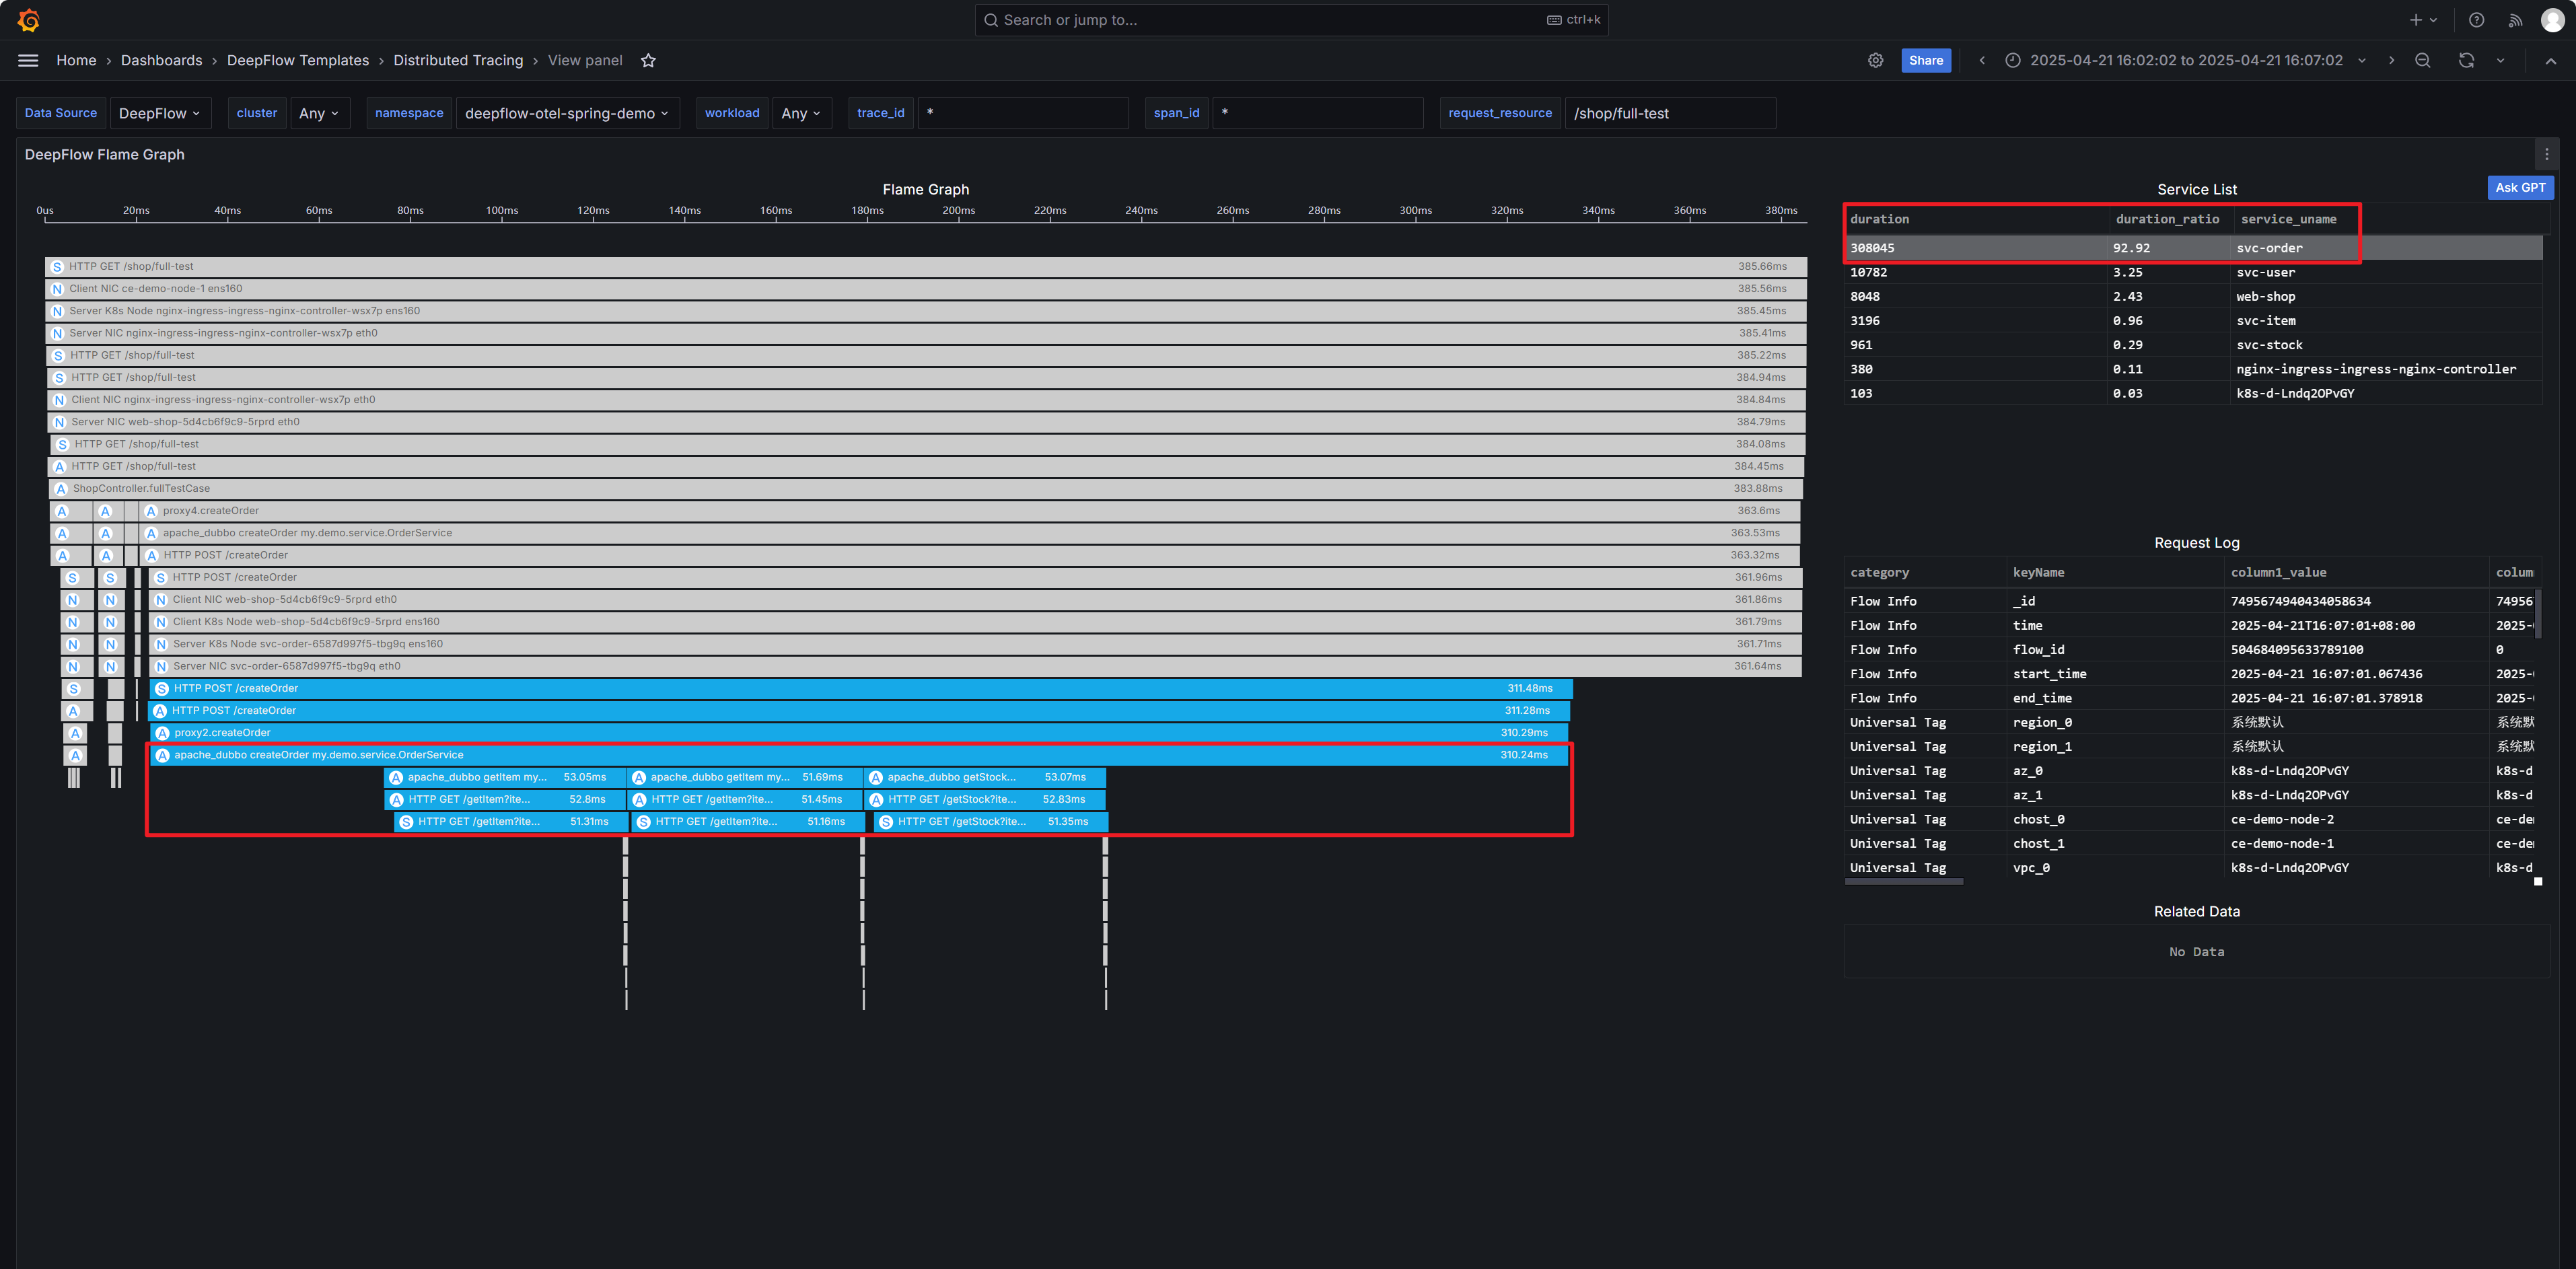 Search or jump to...
ctrl+k
Home › Dashboards › DeepFlow Templates › Distributed Tracing › View panel
Share
2025-04-21 16:02:02 to 2025-04-21 16:07:02
Data Source DeepFlow cluster Any namespace deepflow-otel-spring-demo workload Any trace_id * span_id * request_resource /shop/full-test
DeepFlow Flame Graph
Flame Graph
0us 20ms 40ms 60ms 80ms 100ms 120ms 140ms 160ms 180ms 200ms 220ms 240ms 260ms 280ms 300ms 320ms 340ms 360ms 380ms
S HTTP GET /shop/full-test 385.66ms
N Client NIC ce-demo-node-1 ens160 385.56ms
N Server K8s Node nginx-ingress-ingress-nginx-controller-wsx7p ens160 385.45ms
N Server NIC nginx-ingress-ingress-nginx-controller-wsx7p eth0 385.41ms
S HTTP GET /shop/full-test 385.22ms
S HTTP GET /shop/full-test 384.94ms
N Client NIC nginx-ingress-ingress-nginx-controller-wsx7p eth0 384.84ms
N Server NIC web-shop-5d4cb6f9c9-5rprd eth0 384.79ms
S HTTP GET /shop/full-test 384.08ms
A HTTP GET /shop/full-test 384.45ms
A ShopController.fullTestCase 383.88ms
A A A proxy4.createOrder 363.6ms
A A A apache_dubbo createOrder my.demo.service.OrderService 363.53ms
A A A HTTP POST /createOrder 363.32ms
S S S HTTP POST /createOrder 361.96ms
N N N Client NIC web-shop-5d4cb6f9c9-5rprd eth0 361.86ms
N N N Client K8s Node web-shop-5d4cb6f9c9-5rprd ens160 361.79ms
N N N Server K8s Node svc-order-6587d997f5-tbg9q ens160 361.71ms
N N N Server NIC svc-order-6587d997f5-tbg9q eth0 361.64ms
S S HTTP POST /createOrder 311.48ms
A A HTTP POST /createOrder 311.28ms
A A proxy2.createOrder 310.29ms
A A apache_dubbo createOrder my.demo.service.OrderService 310.24ms
A apache_dubbo getItem my... 53.05ms A apache_dubbo getItem my... 51.69ms A apache_dubbo getStock... 53.07ms
A HTTP GET /getItem?ite... 52.8ms A HTTP GET /getItem?ite... 51.45ms A HTTP GET /getStock?ite... 52.83ms
S HTTP GET /getItem?ite... 51.31ms S HTTP GET /getItem?ite... 51.16ms S HTTP GET /getStock?ite... 51.35ms
Service List
Ask GPT
duration duration_ratio service_uname
308045 92.92 svc-order
10782 3.25 svc-user
8048 2.43 web-shop
3196 0.96 svc-item
961 0.29 svc-stock
380 0.11 nginx-ingress-ingress-nginx-controller
103 0.03 k8s-d-Lndq2OPvGY
Request Log
category keyName column1_value colum
Flow Info _id 7495674940434058634 74956
Flow Info time 2025-04-21T16:07:01+08:00 2025-
Flow Info flow_id 504684095633789100 0
Flow Info start_time 2025-04-21 16:07:01.067436 2025-
Flow Info end_time 2025-04-21 16:07:01.378918 2025-
Universal Tag region_0 系统默认 系统默
Universal Tag region_1 系统默认 系统默
Universal Tag az_0 k8s-d-Lndq2OPvGY k8s-d
Universal Tag az_1 k8s-d-Lndq2OPvGY k8s-d
Universal Tag chost_0 ce-demo-node-2 ce-de
Universal Tag chost_1 ce-demo-node-1 ce-de
Universal Tag vpc_0 k8s-d-Lndq2OPvGY k8s-d
Related Data
No Data